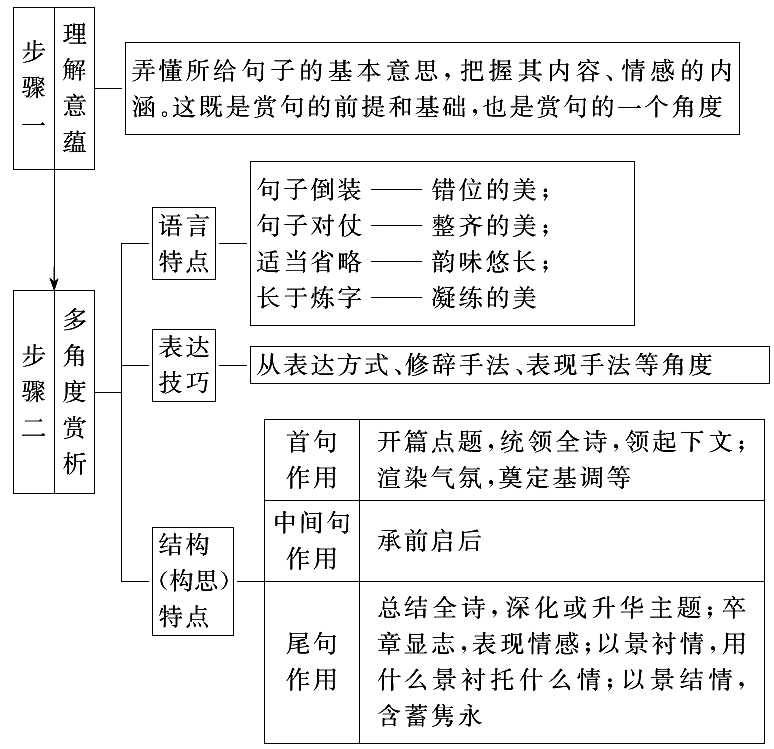 步骤一
理解意蕴
弄懂所给句子的基本意思,把握其内容、情感的内
涵。这既是赏句的前提和基础,也是赏句的一个角度
步骤二
多角度赏析
语言
特点
句子倒装——错位的美;
句子对仗——整齐的美;
适当省略——韵味悠长;
长于炼字——凝练的美
表达
技巧
从表达方式、修辞手法、表现手法等角度
结构
(构思)
特点
首句
作用
开篇点题,统领全诗,领起下文;
渲染气氛,奠定基调等
中间句
作用
承前启后
尾句
作用
总结全诗,深化或升华主题;卒
章显志,表现情感;以景衬情,用
什么景衬托什么情;以景结情,
含蓄隽永